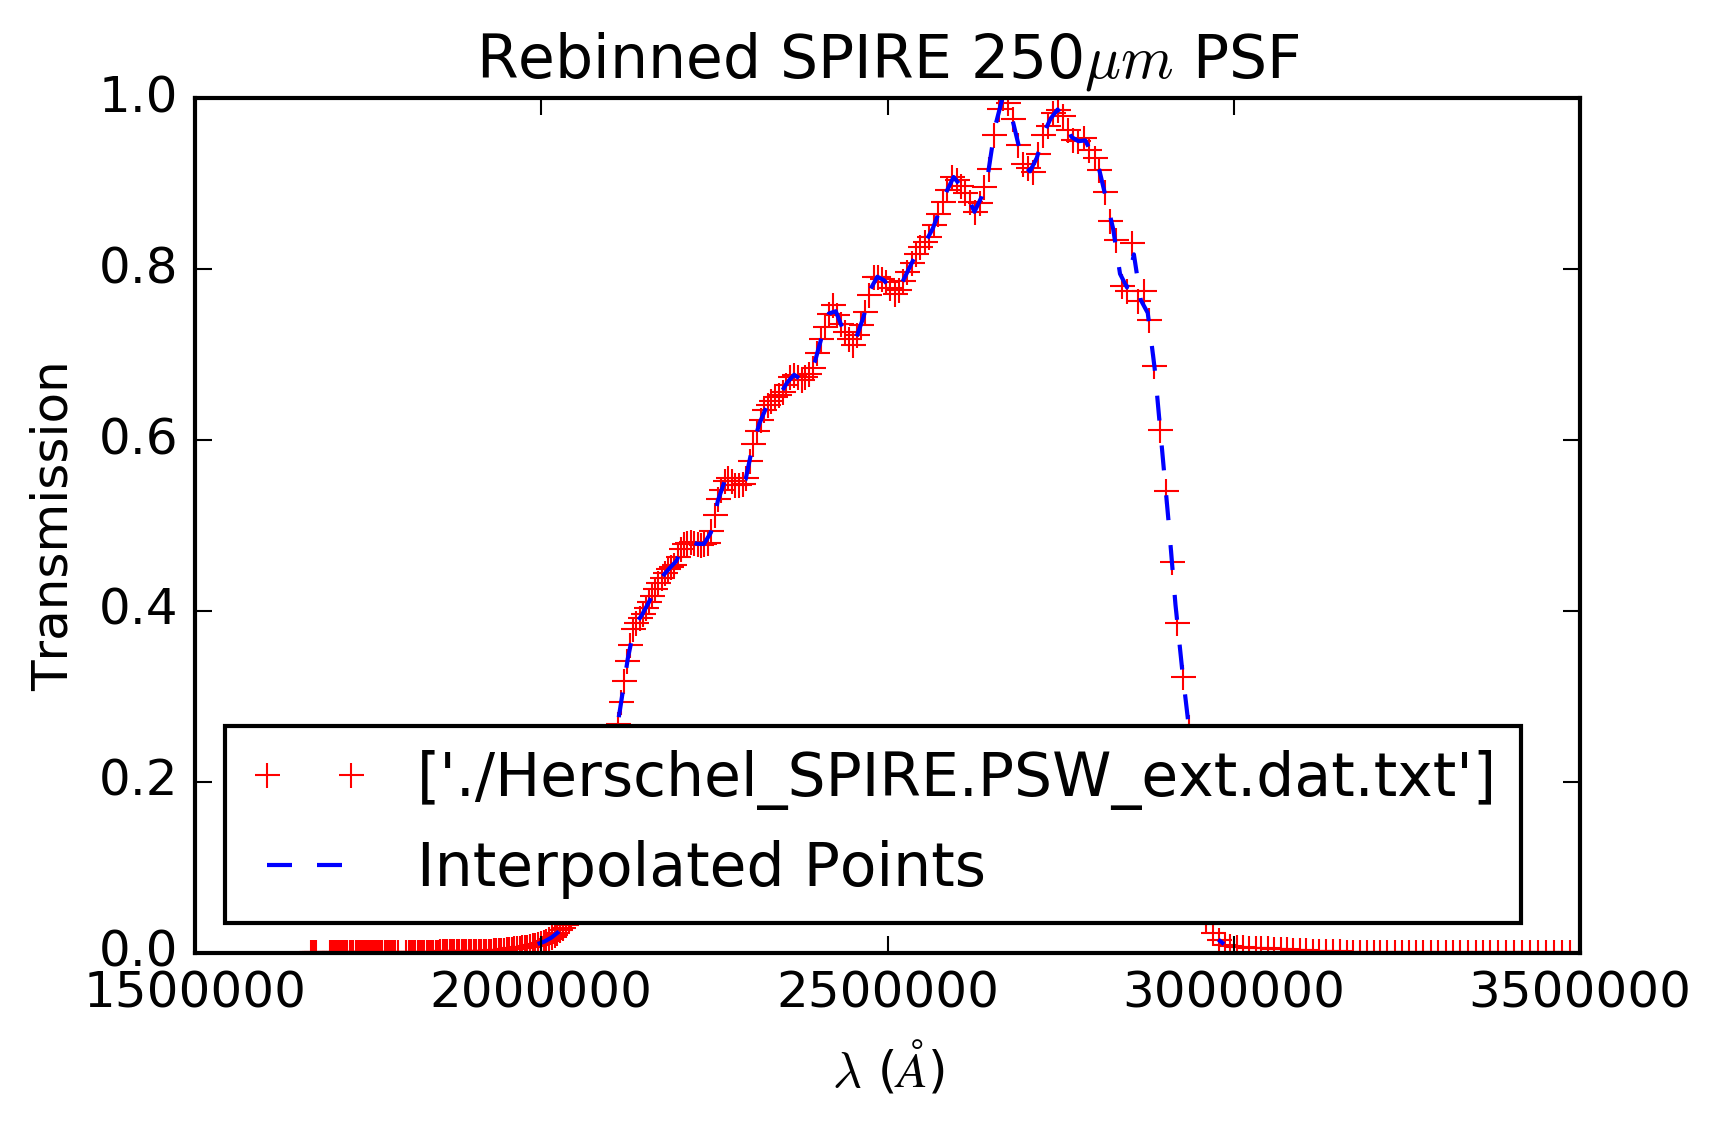 Rebinned SPIRE 250μm PSF
1.0
0.8
0.6
0.4
0.2
0.0
Transmission
['./Herschel_SPIRE.PSW_ext.dat.txt']
Interpolated Points
1500000 2000000 2500000 3000000 3500000
λ (Å)